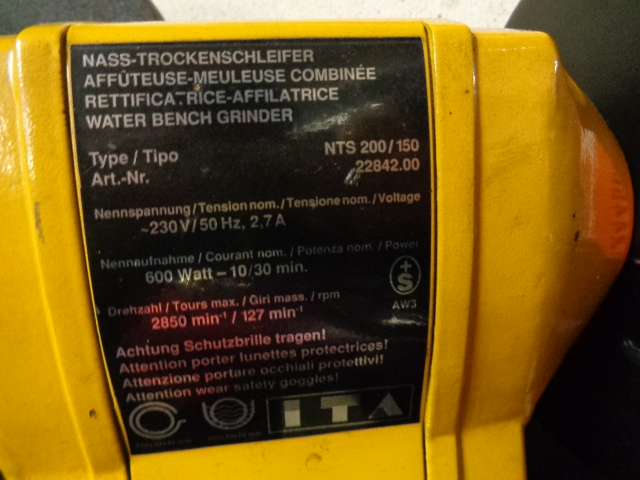 NASS-TROCKENSCHLEIFER
AFFÛTEUSE-MEULEUSE COMBINÉE
RETTIFICATRICE-AFFILATRICE
WATER BENCH GRINDER
Type / Tipo NTS 200/150
Art.-Nr. 22842.00
Nennspannung/Tension nom./Tensione nom./Voltage
~230V/50 Hz, 2,7A
Nennaufnahme / Courant nom. / Potenza nom. / Power
600 Watt – 10/30 min.
Drehzahl / Tours max. / Giri mass. / rpm
2850 min⁻¹ / 127 min⁻¹
+S
AW3
Achtung Schutzbrille tragen!
Attention porter lunettes protectrices!
Attenzione portare occhiali protettivi!
Attention wear safety goggles!
ITA